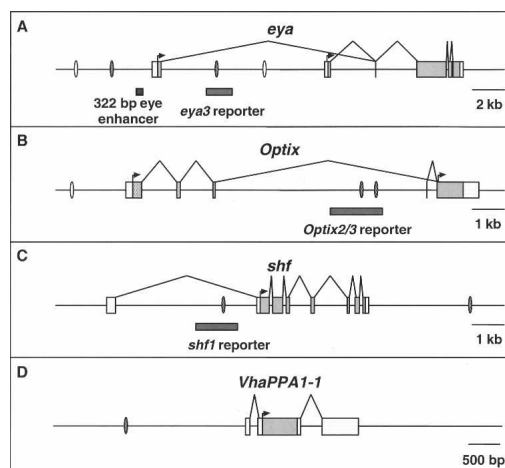 A
eya
322 bp eye
enhancer
eya3 reporter
2 kb
B
Optix
Optix2/3 reporter
1 kb
C
shf
shf1 reporter
1 kb
D
VhaPPA1-1
500 bp